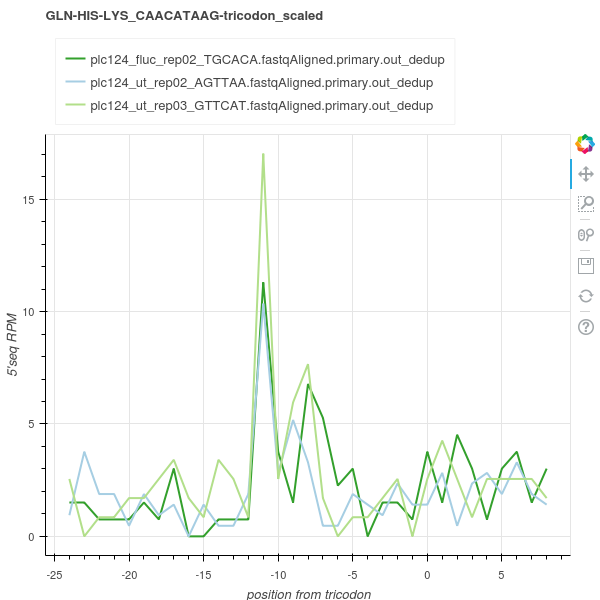 GLN-HIS-LYS_CAACATAAG-tricodon_scaled
plc124_fluc_rep02_TGCACA.fastqAligned.primary.out_dedup
plc124_ut_rep02_AGTTAA.fastqAligned.primary.out_dedup
plc124_ut_rep03_GTTCAT.fastqAligned.primary.out_dedup
15
10
5
0
5'seq RPM
-25 -20 -15 -10 -5 0 5
position from tricodon